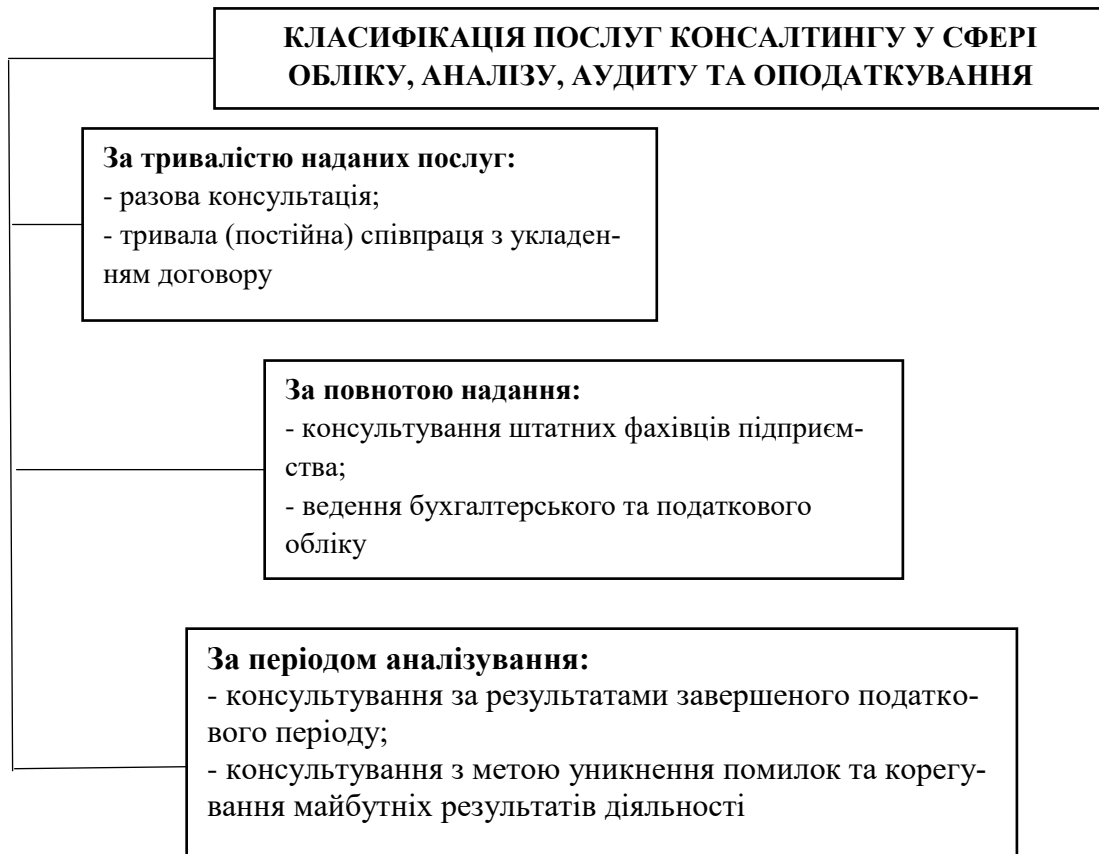 КЛАСИФІКАЦІЯ ПОСЛУГ КОНСАЛТИНГУ У СФЕРІ
ОБЛІКУ, АНАЛІЗУ, АУДИТУ ТА ОПОДАТКУВАННЯ
За тривалістю наданих послуг:
- разова консультація;
- тривала (постійна) співпраця з укладен-
ням договору
За повнотою надання:
- консультування штатних фахівців підприєм-
ства;
- ведення бухгалтерського та податкового
обліку
За періодом аналізування:
- консультування за результатами завершеного податко-
вого періоду;
- консультування з метою уникнення помилок та корегу-
вання майбутніх результатів діяльності